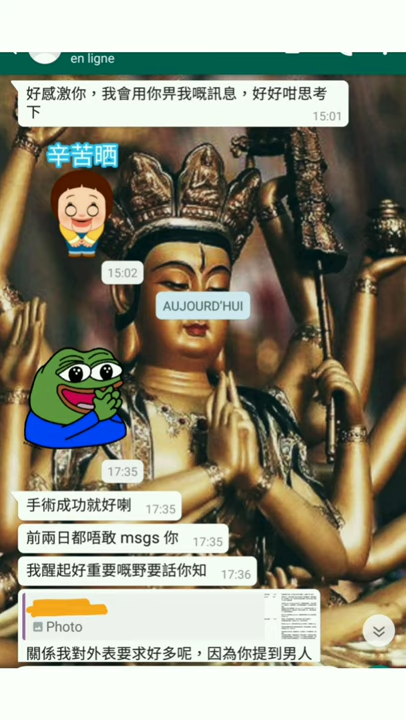 en ligne
好感激你，我會用你畀我嘅訊息，好好咁思考
下
15:01
辛苦晒
15:02
AUJOURD'HUI
17:35
手術成功就好喇 17:35
前兩日都唔敢 msgs 你 17:35
我醒起好重要嘅野要話你知 17:36
Photo
關係我對外表要求好多呢，因為你提到男人